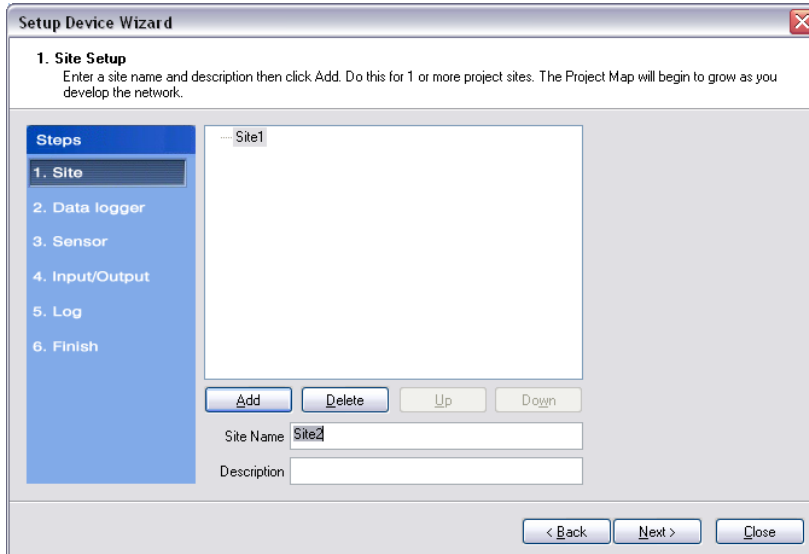 Setup Device Wizard
1. Site Setup
Enter a site name and description then click Add. Do this for 1 or more project sites. The Project Map will begin to grow as you
develop the network.
Steps
1. Site
2. Data logger
3. Sensor
4. Input/Output
5. Log
6. Finish
Site1
Add Delete Up Down
Site Name Site2
Description
< Back Next > Close